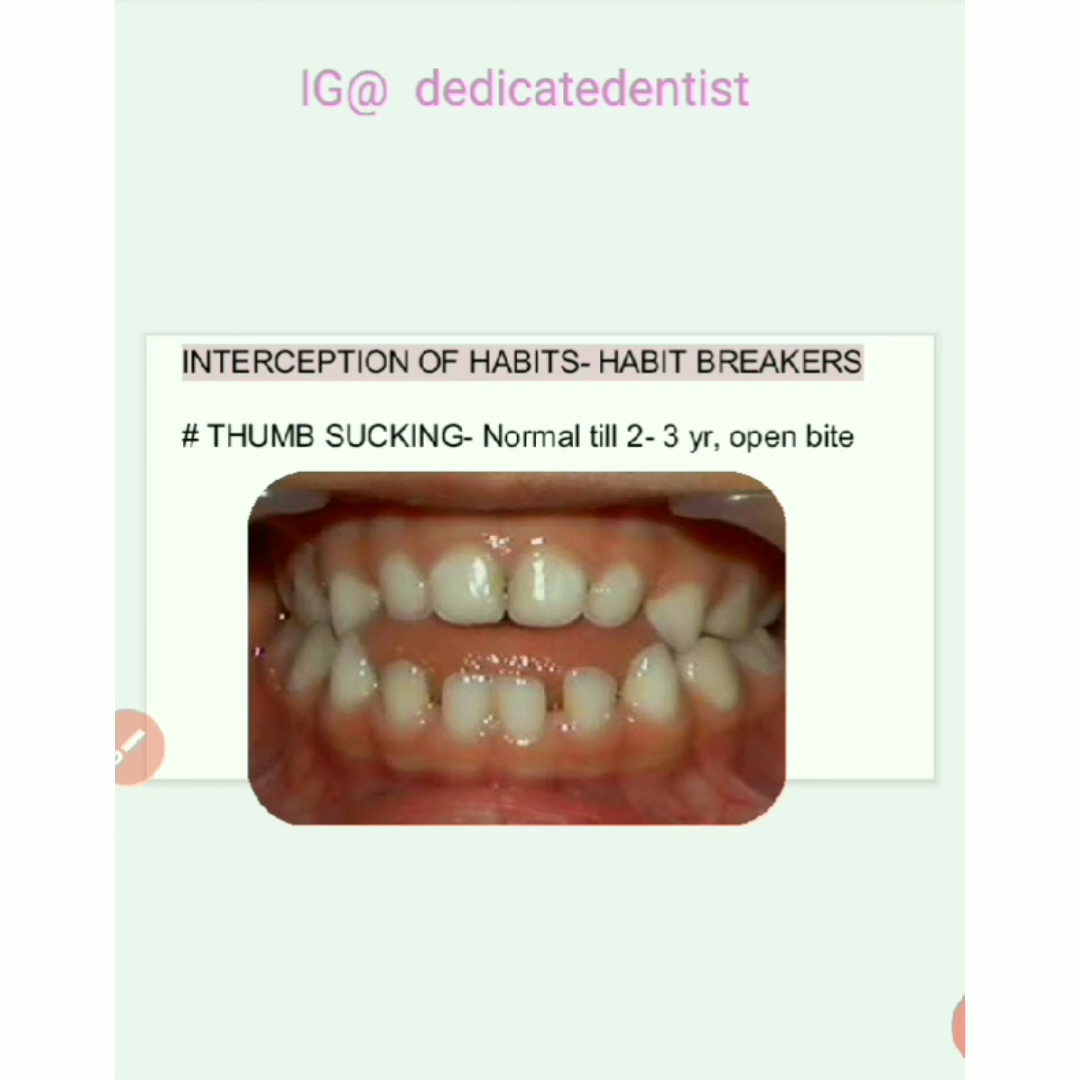 IG@ dedicatedentist
INTERCEPTION OF HABITS- HABIT BREAKERS
# THUMB SUCKING- Normal till 2- 3 yr, open bite